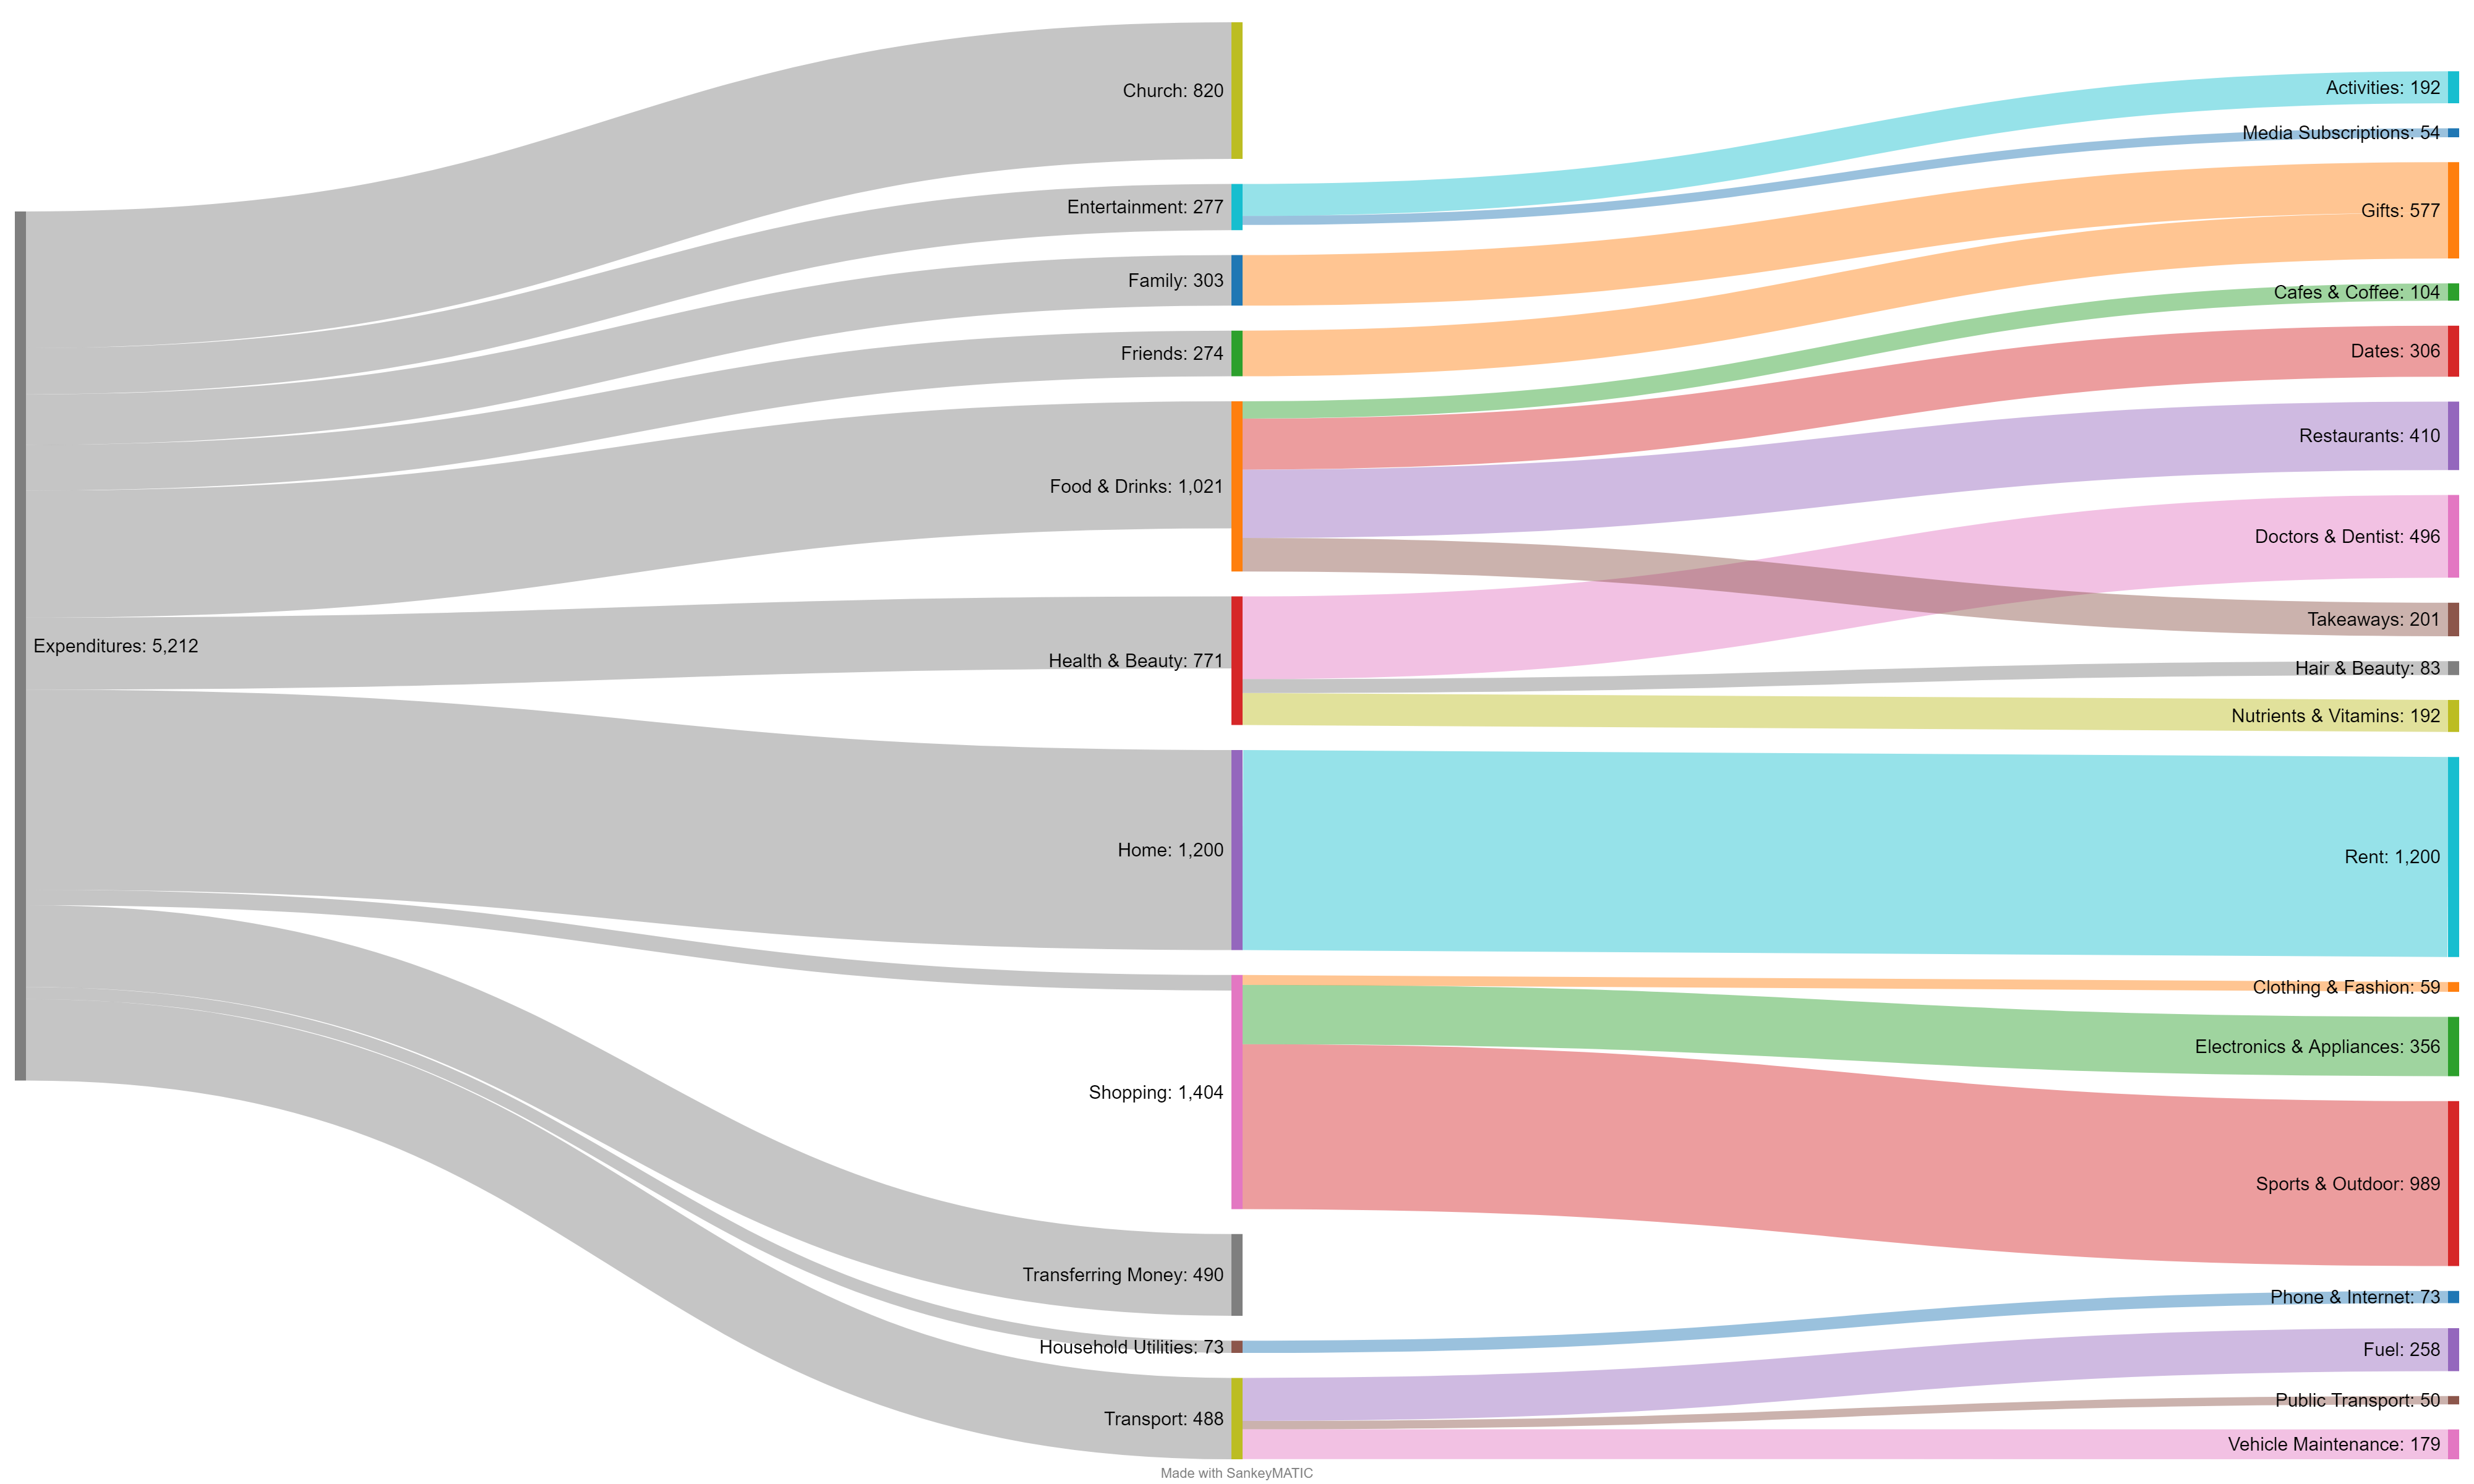 Expenditures: 5,212
Church: 820
Entertainment: 277
Family: 303
Friends: 274
Food & Drinks: 1,021
Health & Beauty: 771
Home: 1,200
Shopping: 1,404
Transferring Money: 490
Household Utilities: 73
Transport: 488
Activities: 192
Media Subscriptions: 54
Gifts: 577
Cafes & Coffee: 104
Dates: 306
Restaurants: 410
Doctors & Dentist: 496
Takeaways: 201
Hair & Beauty: 83
Nutrients & Vitamins: 192
Rent: 1,200
Clothing & Fashion: 59
Electronics & Appliances: 356
Sports & Outdoor: 989
Phone & Internet: 73
Fuel: 258
Public Transport: 50
Vehicle Maintenance: 179
Made with SankeyMATIC